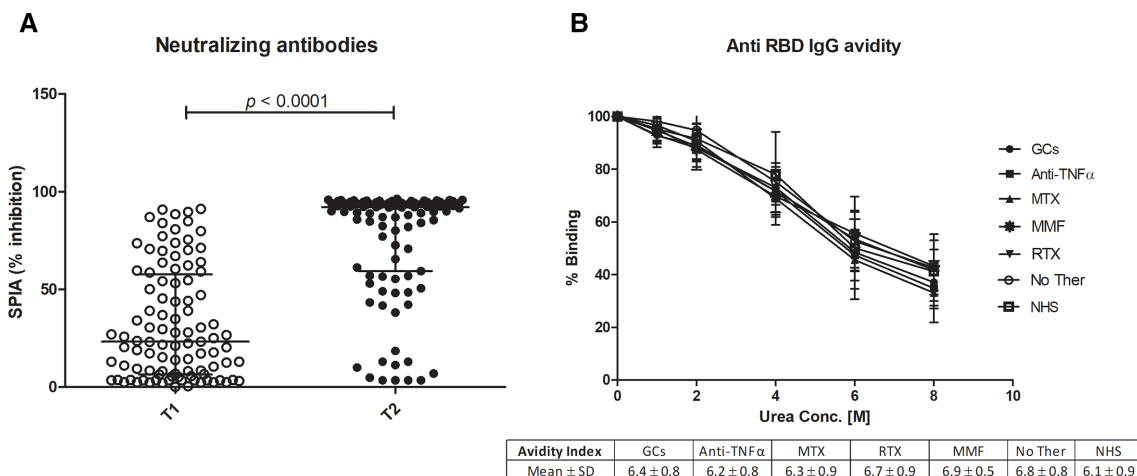 A
Neutralizing antibodies
150
100
50
0
SPIA (% inhibition)
p < 0.0001
T1
T2
B
Anti RBD IgG avidity
100
80
60
40
20
0
% Binding
0 2 4 6 8 10
Urea Conc. [M]
GCs
Anti-TNFα
MTX
MMF
RTX
No Ther
NHS
Avidity Index GCs Anti-TNFα MTX RTX MMF No Ther NHS
Mean ± SD 6.4 ± 0.8 6.2 ± 0.8 6.3 ± 0.9 6.7 ± 0.9 6.9 ± 0.5 6.8 ± 0.8 6.1 ± 0.9